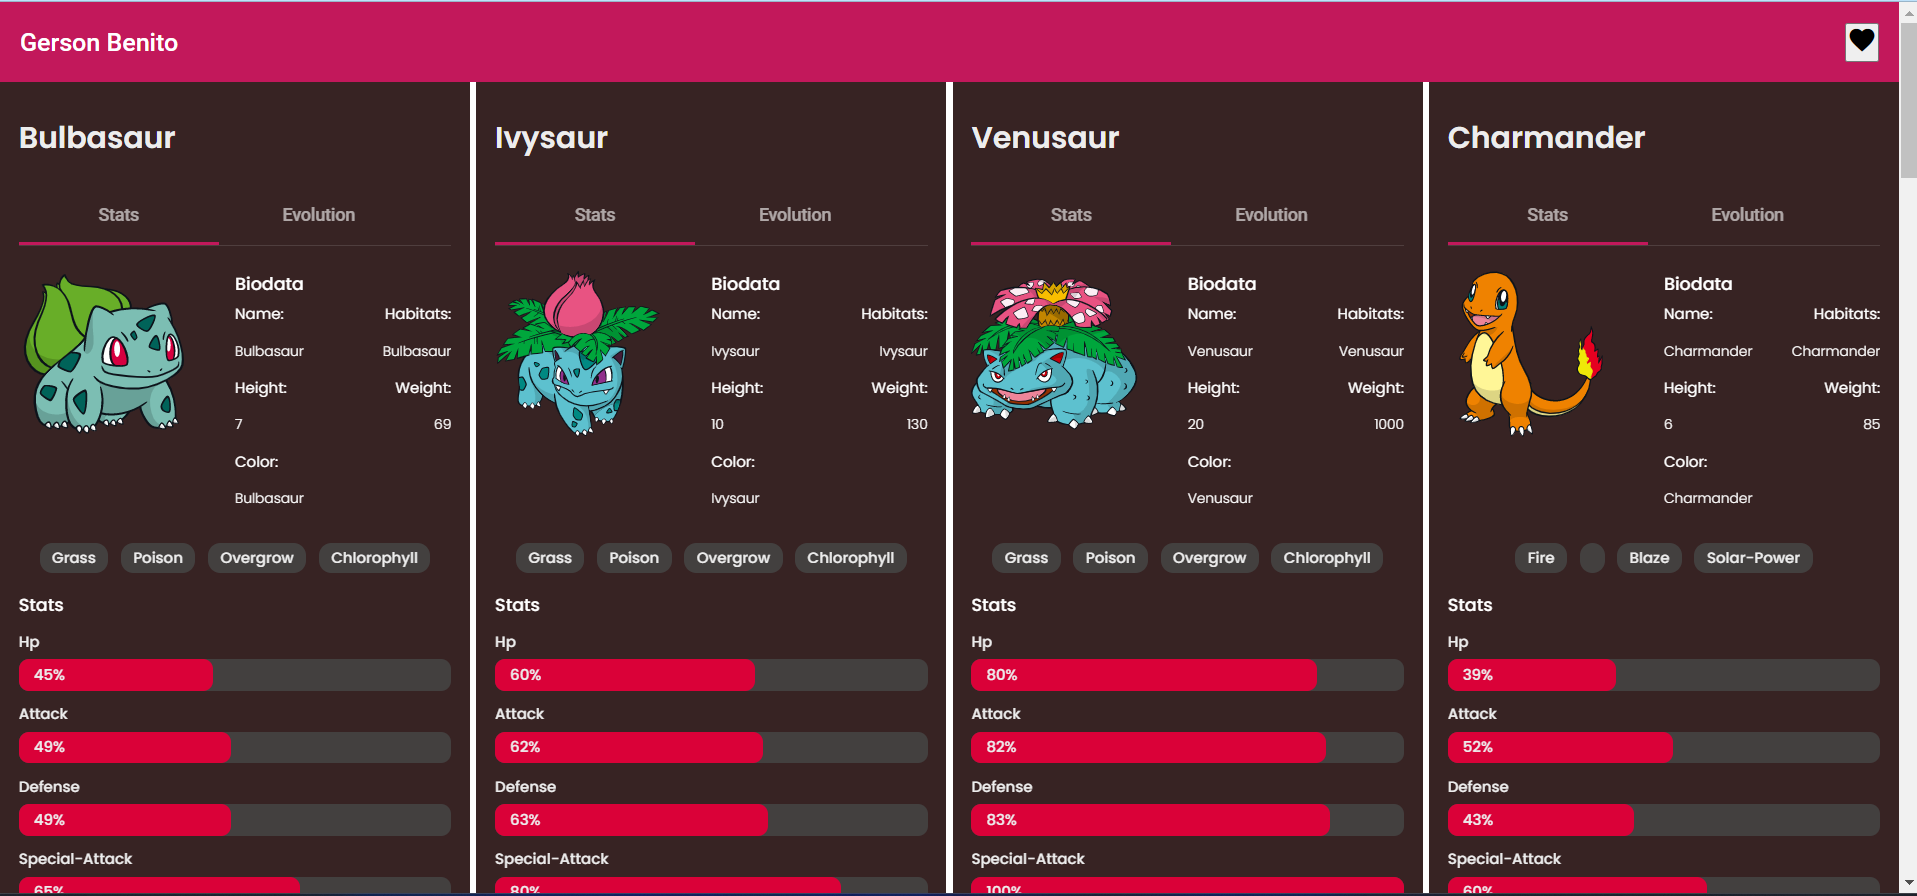 Gerson Benito
Bulbasaur
Stats Evolution
Biodata
Name: Habitats:
Bulbasaur Bulbasaur
Height: Weight:
7 69
Color:
Bulbasaur
Grass Poison Overgrow Chlorophyll
Stats
Hp
45%
Attack
49%
Defense
49%
Special-Attack
65%
Ivysaur
Stats Evolution
Biodata
Name: Habitats:
Ivysaur Ivysaur
Height: Weight:
10 130
Color:
Ivysaur
Grass Poison Overgrow Chlorophyll
Stats
Hp
60%
Attack
62%
Defense
63%
Special-Attack
80%
Venusaur
Stats Evolution
Biodata
Name: Habitats:
Venusaur Venusaur
Height: Weight:
20 1000
Color:
Venusaur
Grass Poison Overgrow Chlorophyll
Stats
Hp
80%
Attack
82%
Defense
83%
Special-Attack
100%
Charmander
Stats Evolution
Biodata
Name: Habitats:
Charmander Charmander
Height: Weight:
6 85
Color:
Charmander
Fire Blaze Solar-Power
Stats
Hp
39%
Attack
52%
Defense
43%
Special-Attack
60%